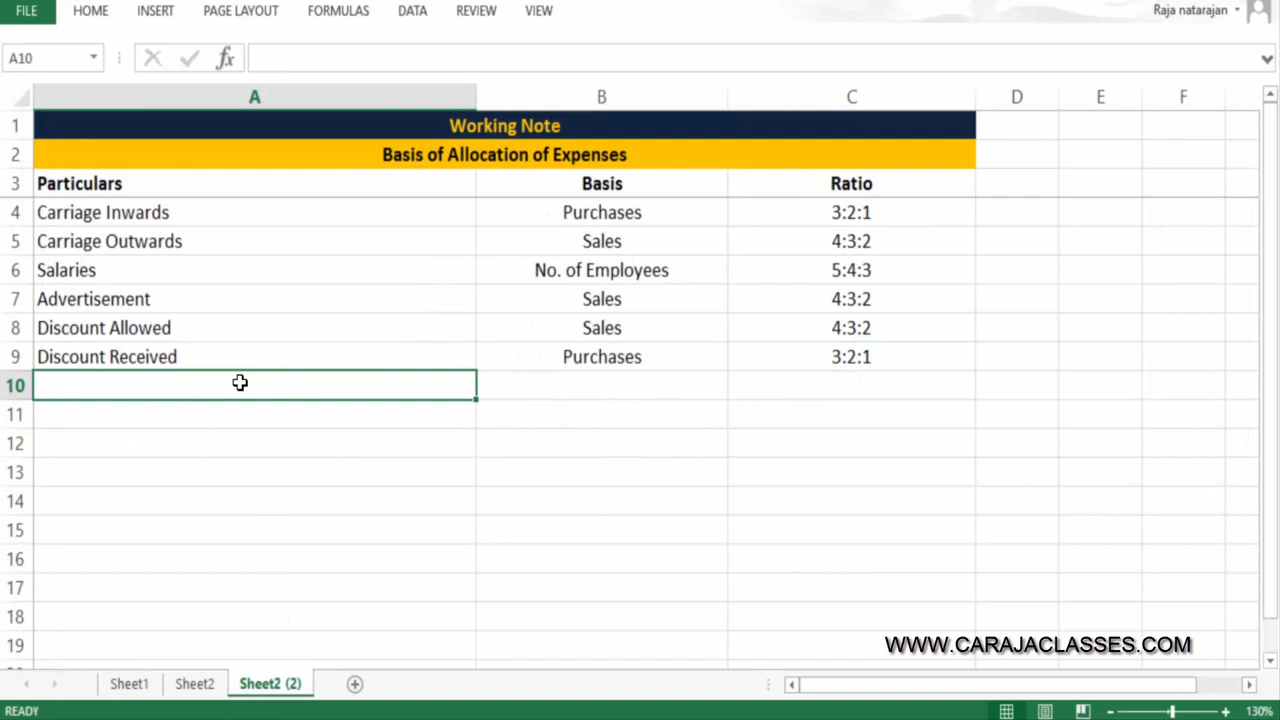 FILE HOME INSERT PAGE LAYOUT FORMULAS DATA REVIEW VIEW Raja natarajan
A10 fx
A B C D E F
1 Working Note
2 Basis of Allocation of Expenses
3 Particulars Basis Ratio
4 Carriage Inwards Purchases 3:2:1
5 Carriage Outwards Sales 4:3:2
6 Salaries No. of Employees 5:4:3
7 Advertisement Sales 4:3:2
8 Discount Allowed Sales 4:3:2
9 Discount Received Purchases 3:2:1
10
11
12
13
14
15
16
17
18
19
WWW.CARAJACLASSES.COM
Sheet1 Sheet2 Sheet2 (2)
READY 130%